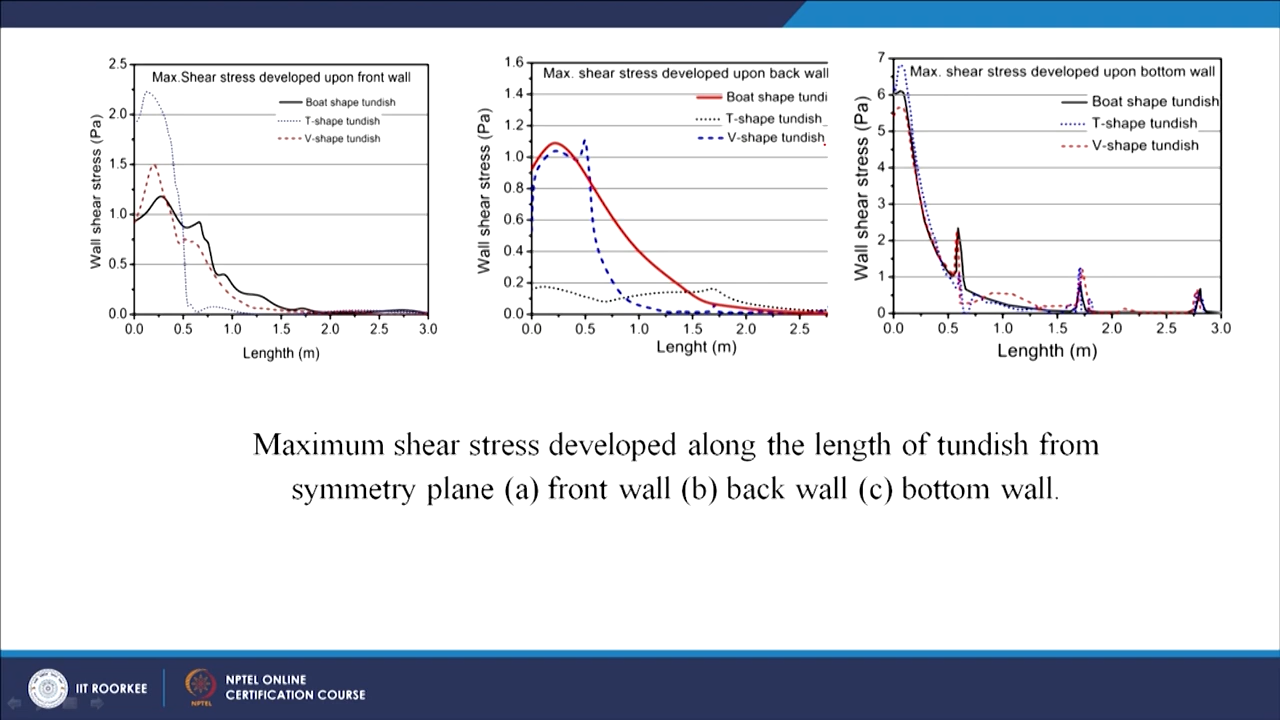 Max.Shear stress developed upon front wall
Boat shape tundish
T-shape tundish
V-shape tundish
Wall shear stress (Pa)
2.5
2.0
1.5
1.0
0.5
0.0
0.0 0.5 1.0 1.5 2.0 2.5 3.0
Lenghth (m)
Max. shear stress developed upon back wall
Boat shape tundi
T-shape tundish
V-shape tundish
Wall shear stress (Pa)
1.6
1.4
1.2
1.0
0.8
0.6
0.4
0.2
0.0
0.0 0.5 1.0 1.5 2.0 2.5
Lenght (m)
Max. shear stress developed upon bottom wall
Boat shape tundish
T-shape tundish
V-shape tundish
Wall shear stress (Pa)
7
6
5
4
3
2
1
0
0.0 0.5 1.0 1.5 2.0 2.5 3.0
Lenghth (m)
Maximum shear stress developed along the length of tundish from
symmetry plane (a) front wall (b) back wall (c) bottom wall.
IIT ROORKEE
NPTEL
NPTEL ONLINE
CERTIFICATION COURSE